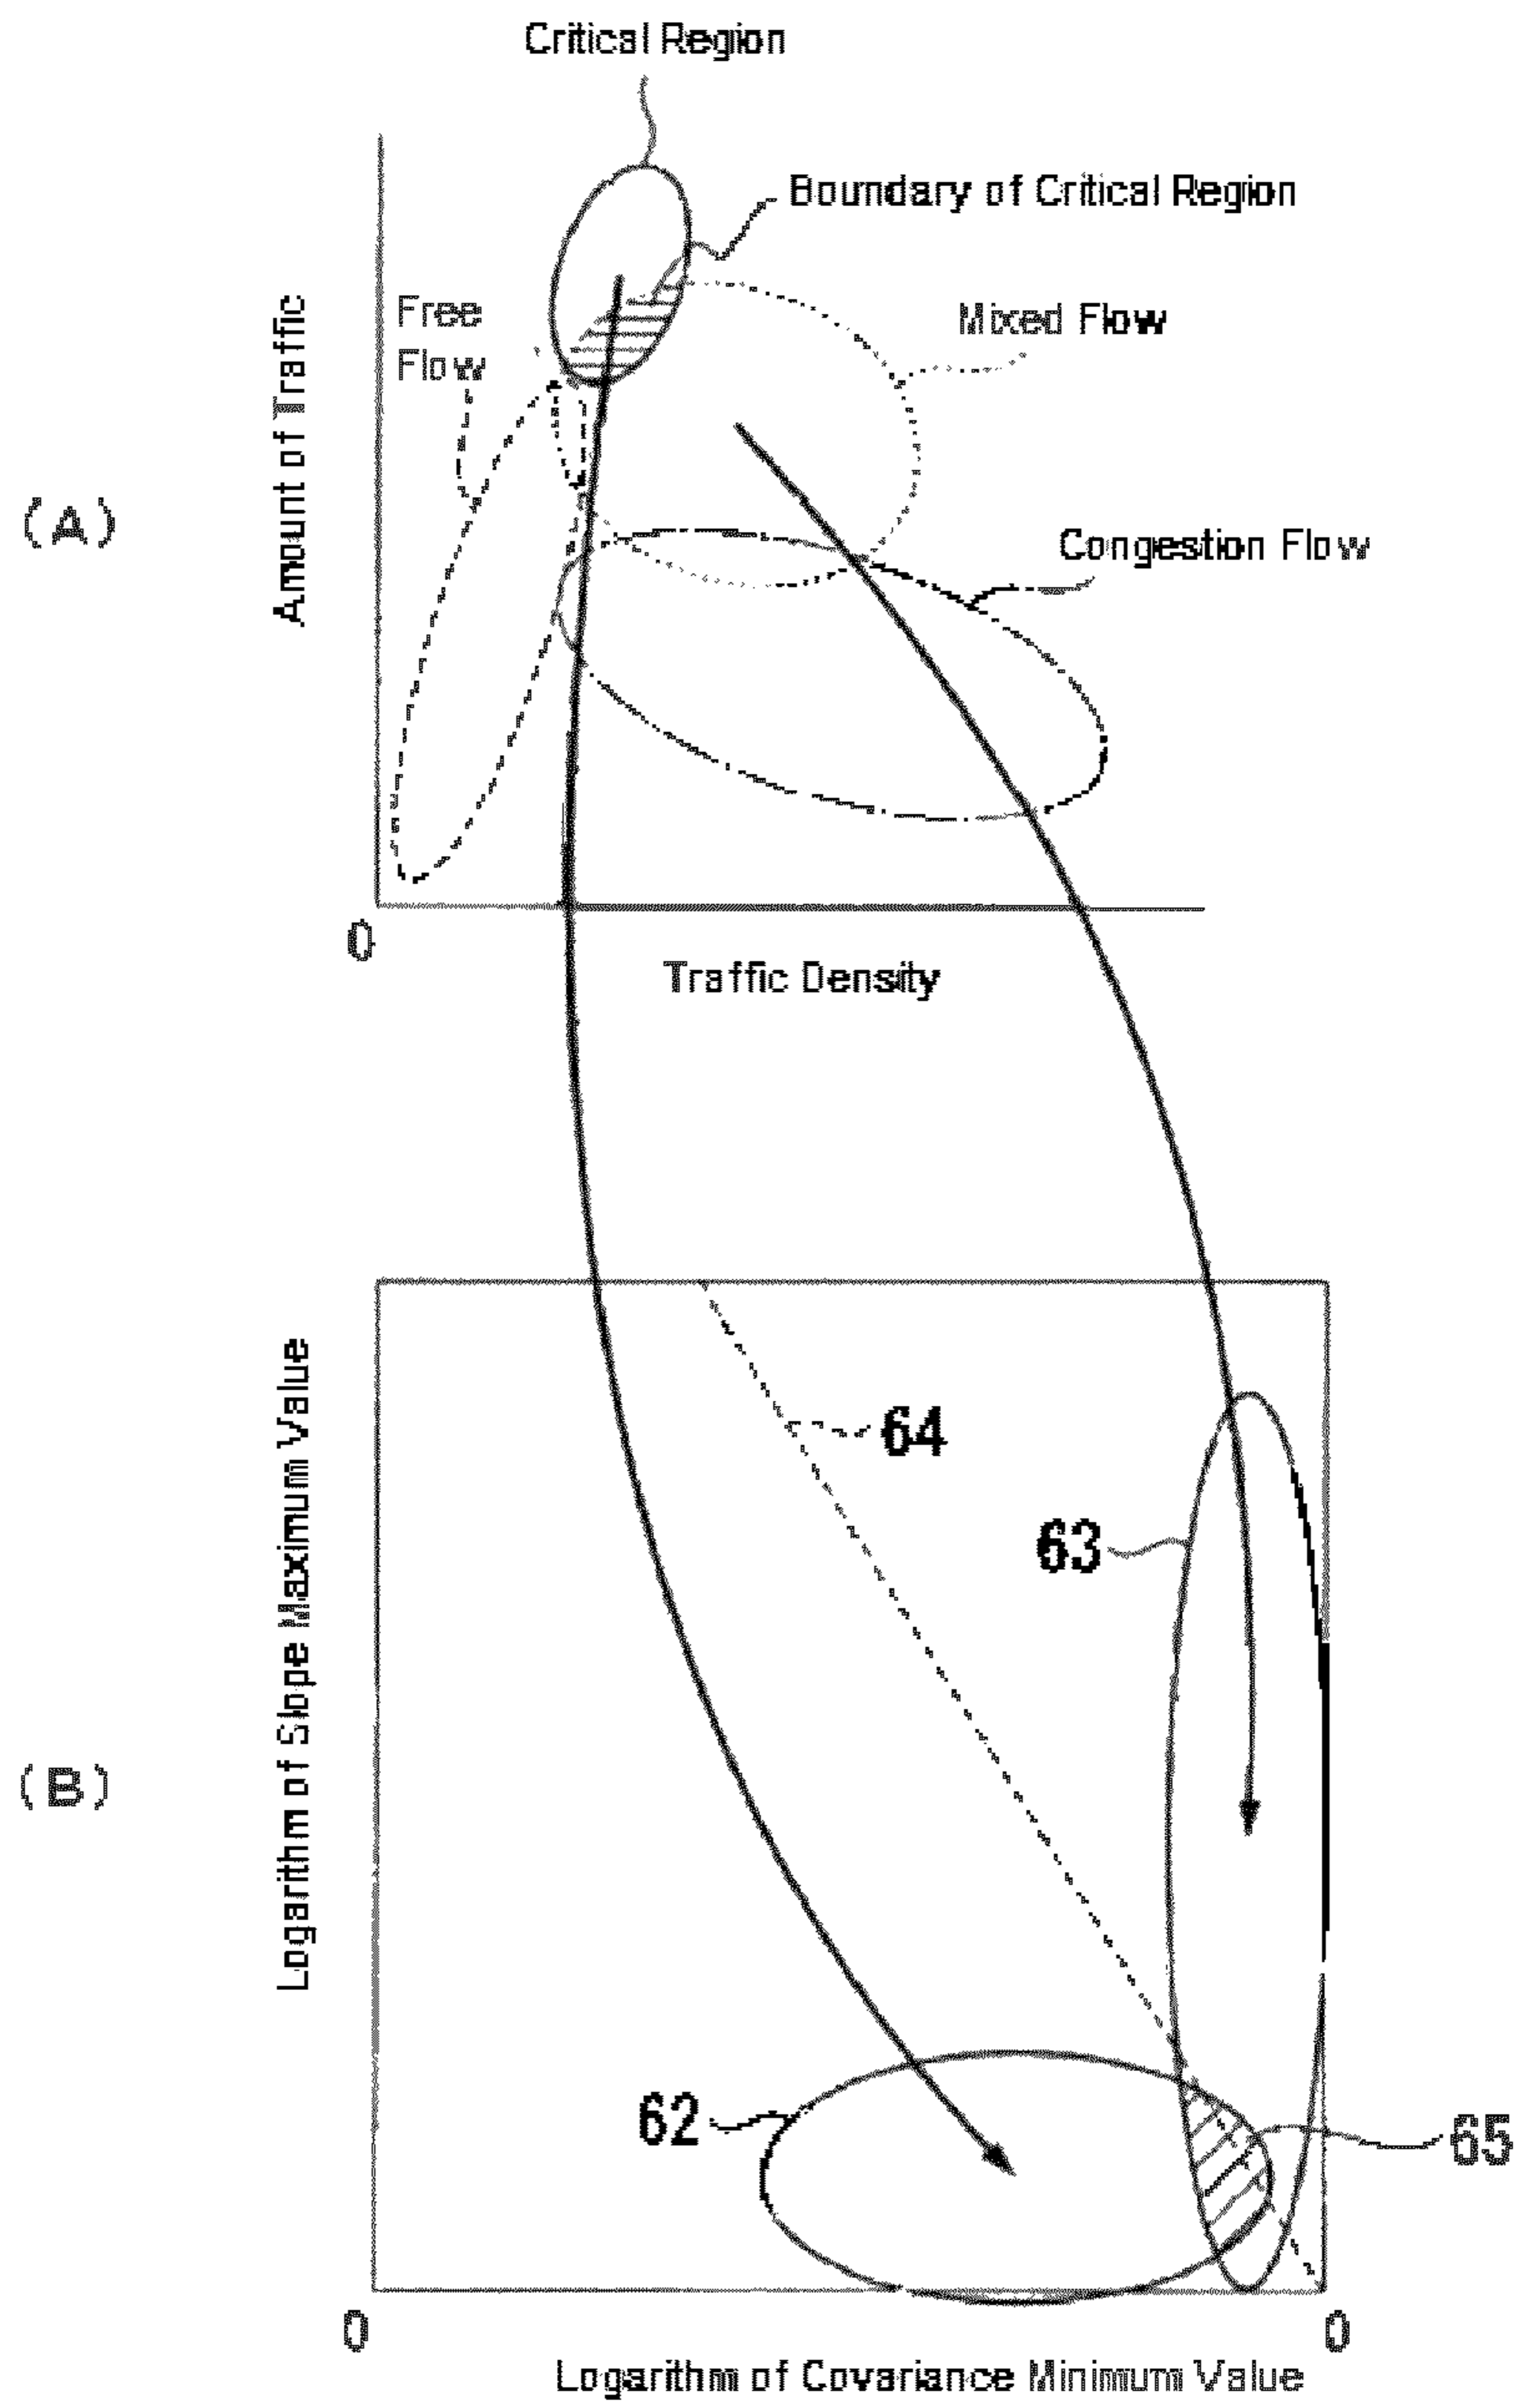 Critical Region
Boundary of Critical Region
Free
Flow
Mixed Flow
Congestion Flow
(A)
Amount of Traffic
0
Traffic Density
64
63
(B)
Logarithm of Slope Maximum Value
62
65
0
0
Logarithm of Covariance Minimum Value